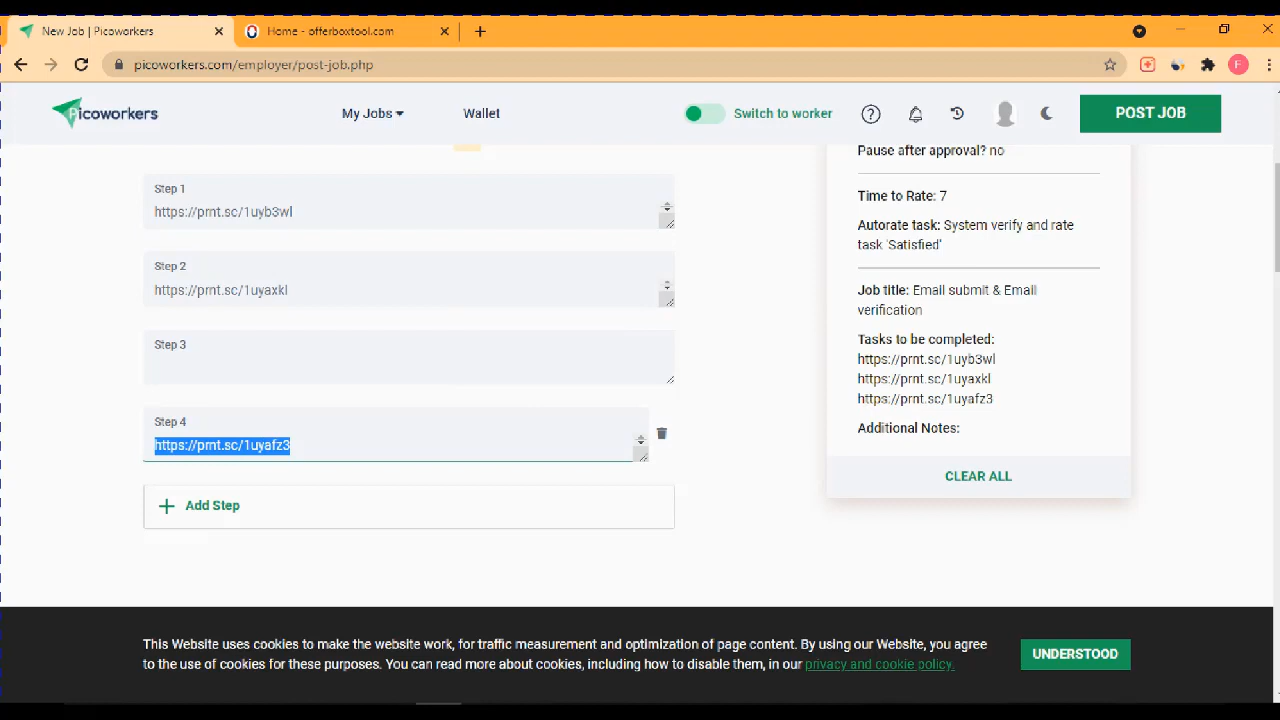 New Job | Picoworkers
Home - offerboxtool.com
picoworkers.com/employer/post-job.php
F
Picoworkers
My Jobs
Wallet
Switch to worker
POST JOB
Step 1
https://prnt.sc/1uyb3wl
Step 2
https://prnt.sc/1uyaxkl
Step 3
Step 4
https://prnt.sc/1uyafz3
Add Step
Pause after approval? no
Time to Rate: 7
Autorate task: System verify and rate
task 'Satisfied'
Job title: Email submit & Email
verification
Tasks to be completed:
https://prnt.sc/1uyb3wl
https://prnt.sc/1uyaxkl
https://prnt.sc/1uyafz3
Additional Notes:
CLEAR ALL
This Website uses cookies to make the website work, for traffic measurement and optimization of page content. By using our Website, you agree
to the use of cookies for these purposes. You can read more about cookies, including how to disable them, in our privacy and cookie policy.
UNDERSTOOD